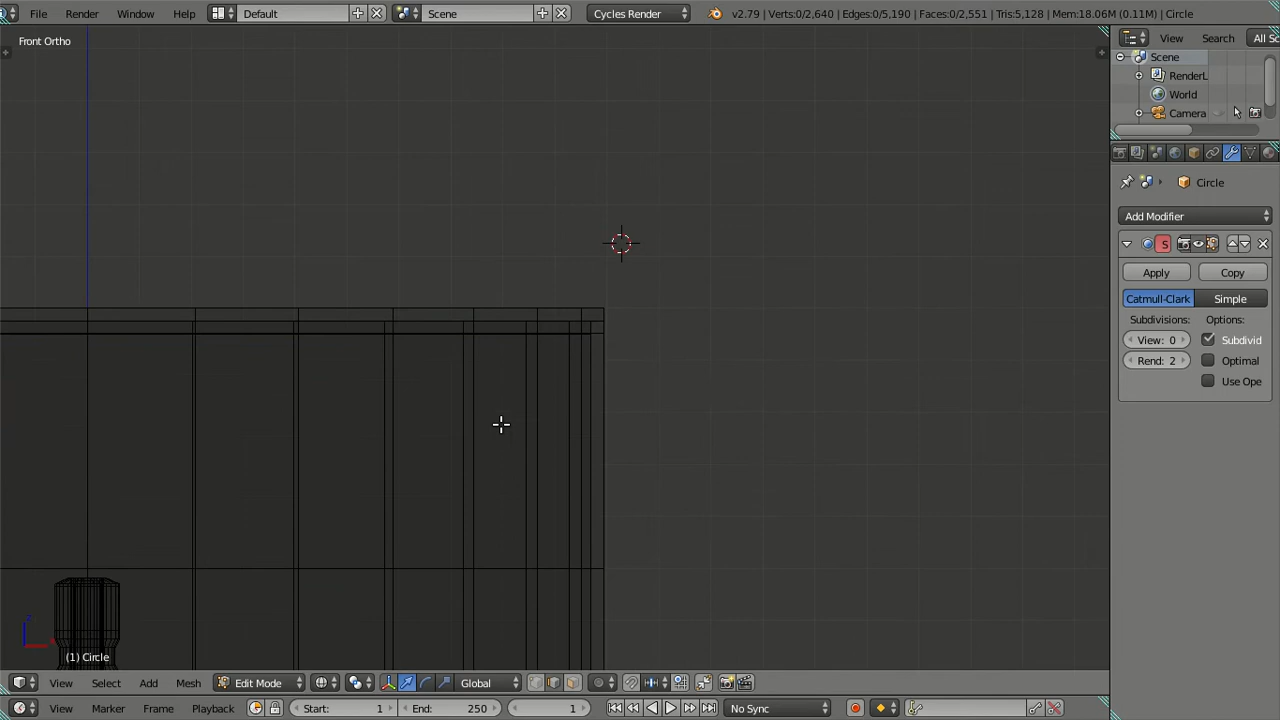 File Render Window Help Default Scene Cycles Render v2.79 | Verts:0/2,640 | Edges:0/5,190 | Faces:0/2,551 | Tris:5,128 | Mem:18.06M (0.11M) | Circle
Front Ortho
View Search All Sc
Scene
RenderL
World
Camera
Circle
Add Modifier
S
Apply Copy
Catmull-Clark Simple
Subdivisions: Options:
View: 0 Subdivid
Rend: 2 Optimal
Use Ope
z
(1) Circle
View Select Add Mesh Edit Mode Global
View Marker Frame Playback Start: 1 End: 250 1 No Sync